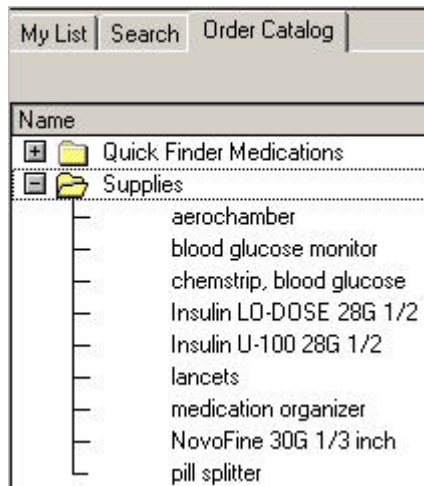 My List Search Order Catalog
Name
Quick Finder Medications
Supplies
aerochamber
blood glucose monitor
chemstrip, blood glucose
Insulin LO-DOSE 28G 1/2
Insulin U-100 28G 1/2
lancets
medication organizer
NovoFine 30G 1/3 inch
pill splitter